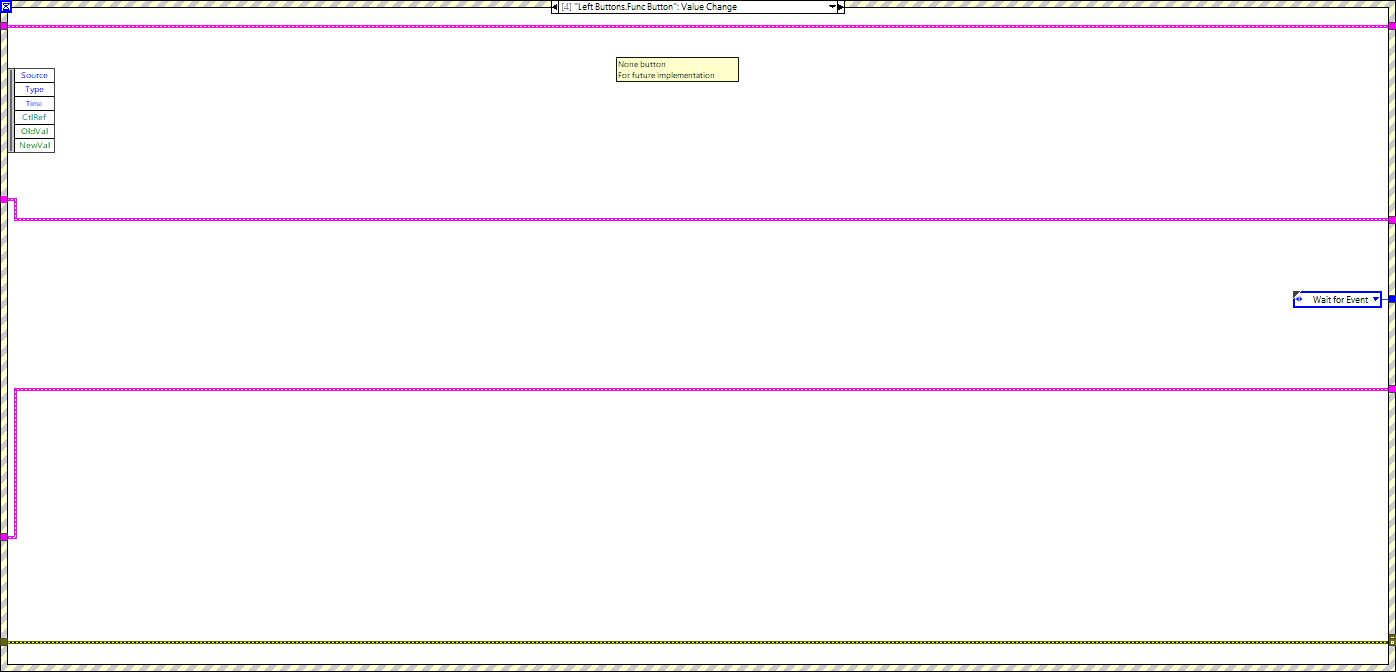 [4] "Left Buttons.Func Button": Value Change
None button
For future implementation
Source
Type
Time
CtlRef
OldVal
NewVal
Wait for Event